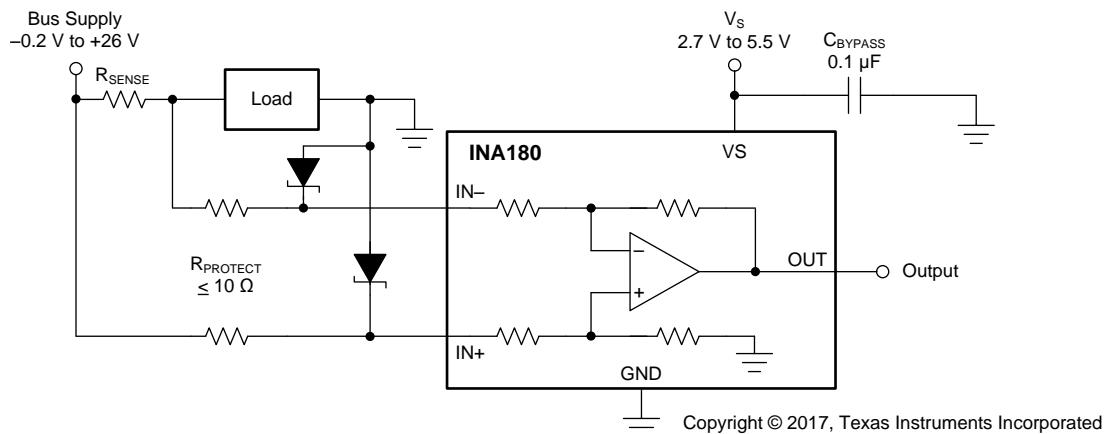 Bus Supply
–0.2 V to +26 V
RSENSE
Load
VS
2.7 V to 5.5 V
CBYPASS
0.1 µF
INA180
VS
IN–
RPROTECT
≤ 10 Ω
–
+
OUT
Output
IN+
GND
Copyright © 2017, Texas Instruments Incorporated